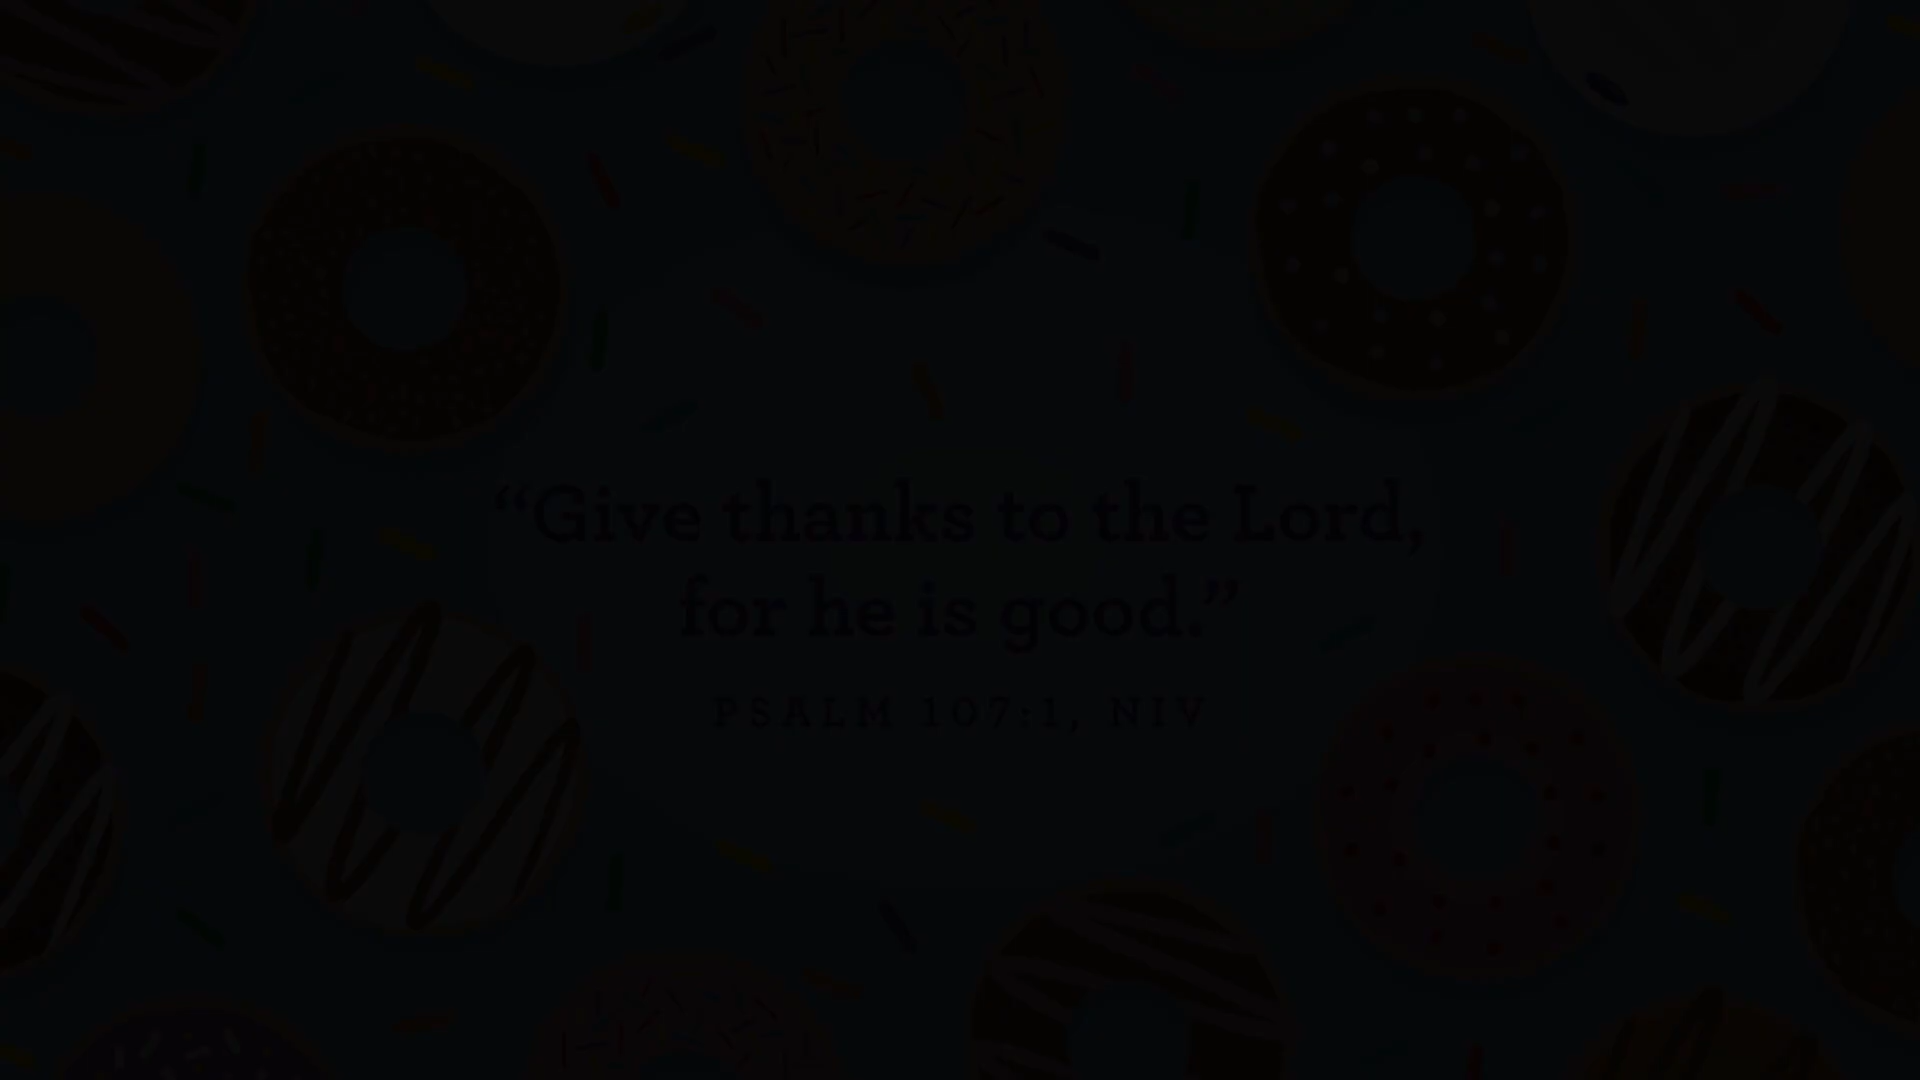 “Give thanks to the Lord,
for he is good.”
PSALM 107:1, NIV